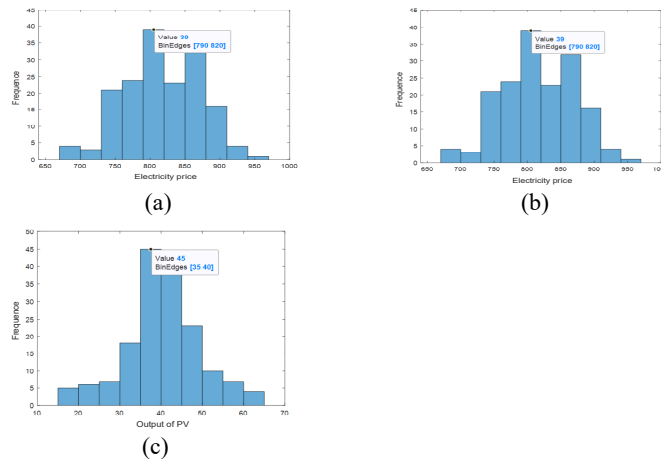 45
40
35
30
25
20
15
10
5
0
Frequence
Value 39
BinEdges [790 820]
650 700 750 800 850 900 950 1000
Electricity price
(a)
45
40
35
30
25
20
15
10
5
0
Frequence
Value 39
BinEdges [790 820]
650 700 750 800 850 900 950
Electricity price
(b)
50
45
40
35
30
25
20
15
10
5
0
Frequence
Value 45
BinEdges [35 40]
10 20 30 40 50 60 70
Output of PV
(c)